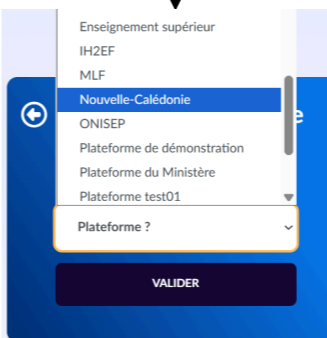 Enseignement supérieur
IH2EF
MLF
Nouvelle-Calédonie
ONISEP
Plateforme de démonstration
Plateforme du Ministère
Plateforme test01
Plateforme ?
VALIDER